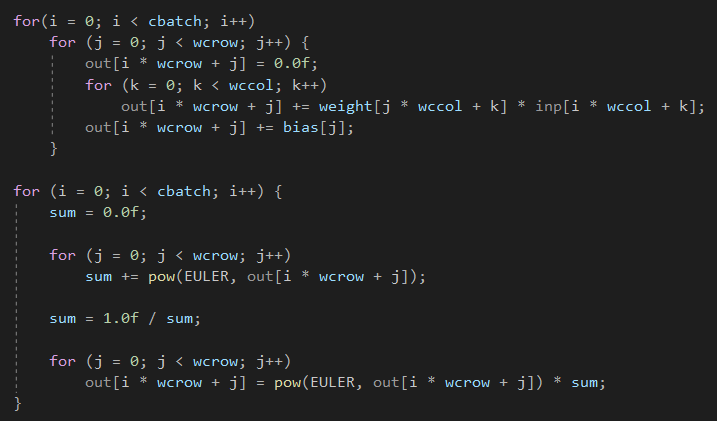 for(i = 0; i < cbatch; i++)
    for (j = 0; j < wcrow; j++) {
        out[i * wcrow + j] = 0.0f;
        for (k = 0; k < wccol; k++)
            out[i * wcrow + j] += weight[j * wccol + k] * inp[i * wccol + k];
        out[i * wcrow + j] += bias[j];
    }

for (i = 0; i < cbatch; i++) {
    sum = 0.0f;

    for (j = 0; j < wcrow; j++)
        sum += pow(EULER, out[i * wcrow + j]);

    sum = 1.0f / sum;

    for (j = 0; j < wcrow; j++)
        out[i * wcrow + j] = pow(EULER, out[i * wcrow + j]) * sum;
}